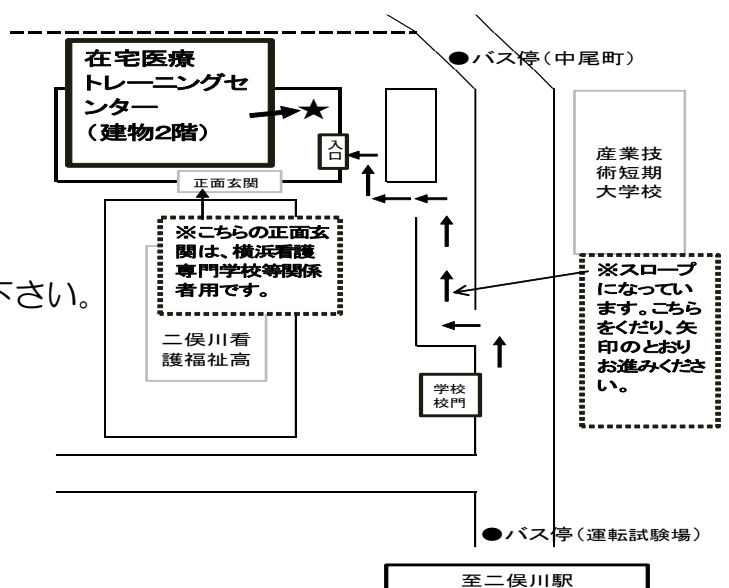 在宅医療
トレーニングセ
ンター
（建物2階）
★
入
口
正面玄関
●バス停（中尾町）
産業技
術短期
大学校
※こちらの正面玄
関は、横浜看護
専門学校等関係
者用です。
下さい。
二俣川看
護福祉高
※スロープ
になってい
ます。こちら
をくだり、矢
印のとおり
お進みくださ
い。
学校
校門
●バス停（運転試験場）
至二俣川駅